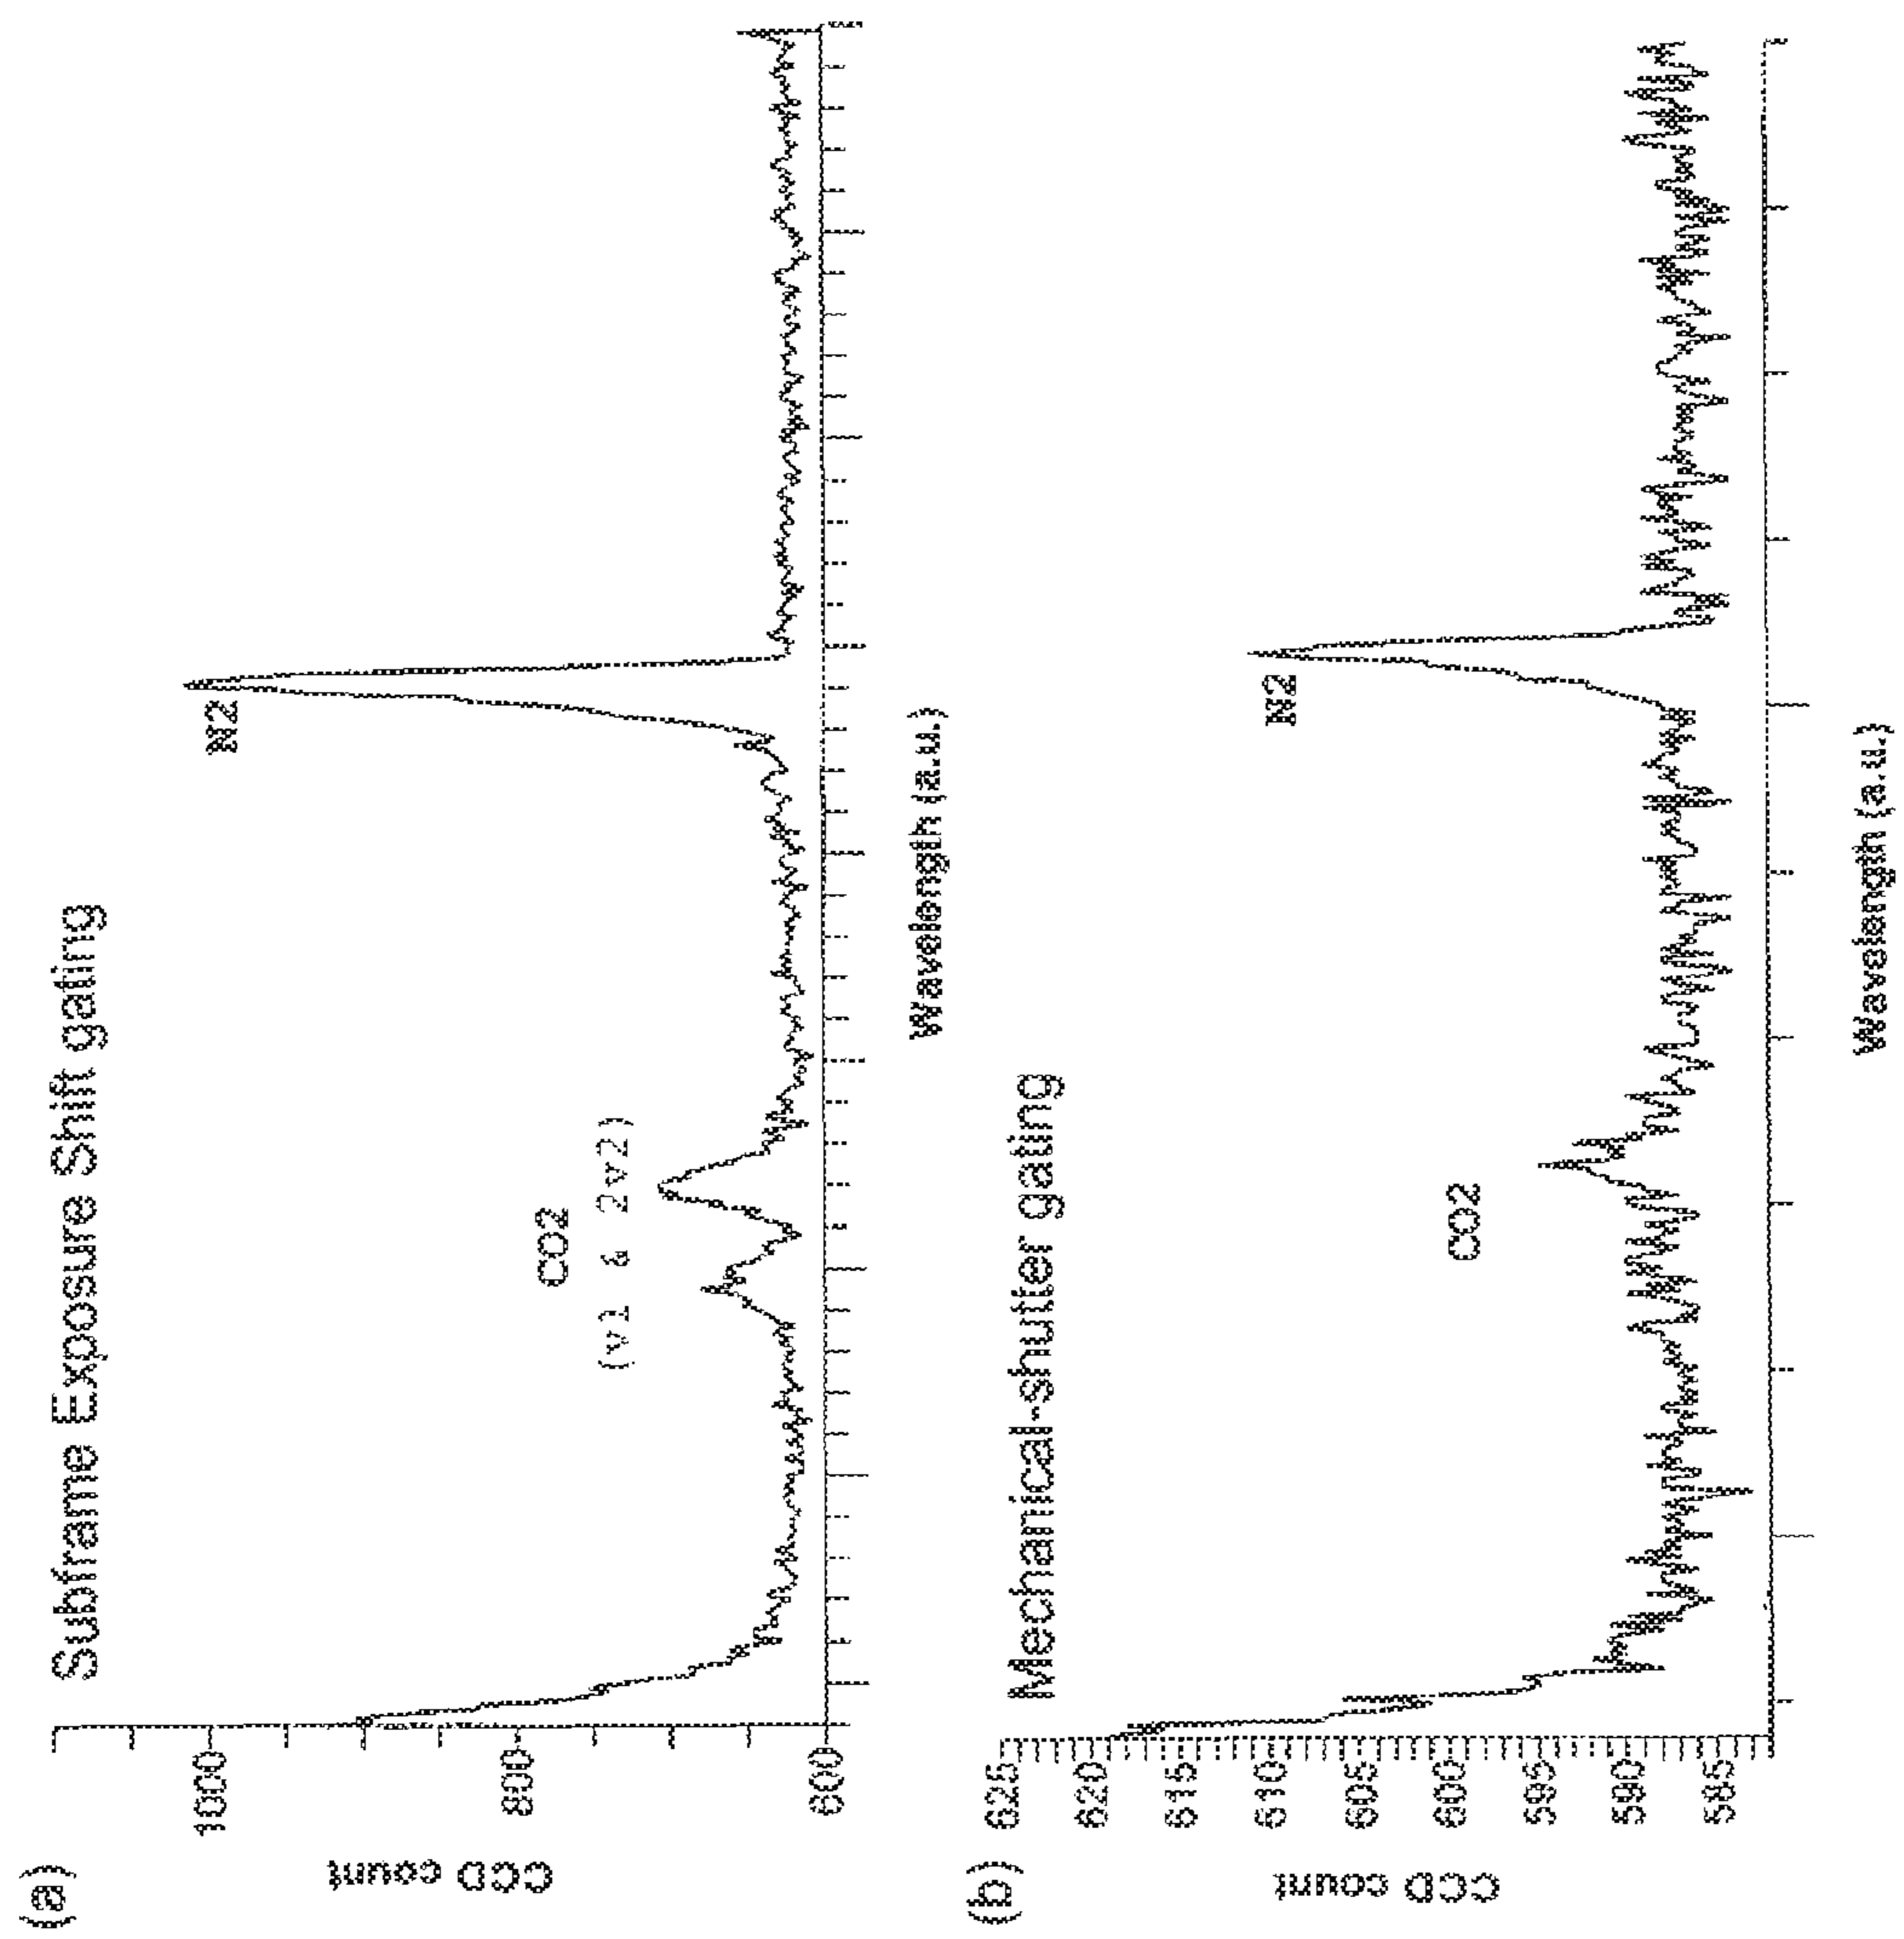 (a)
Subframe Exposure Shift gating
CCD count
1000
800
600
N2
CO2
(v1 & 2v2)
Wavelength (a.u.)
(b)
Mechanical-shutter gating
CCD count
625
620
615
610
605
600
595
590
585
N2
CO2
Wavelength (a.u.)